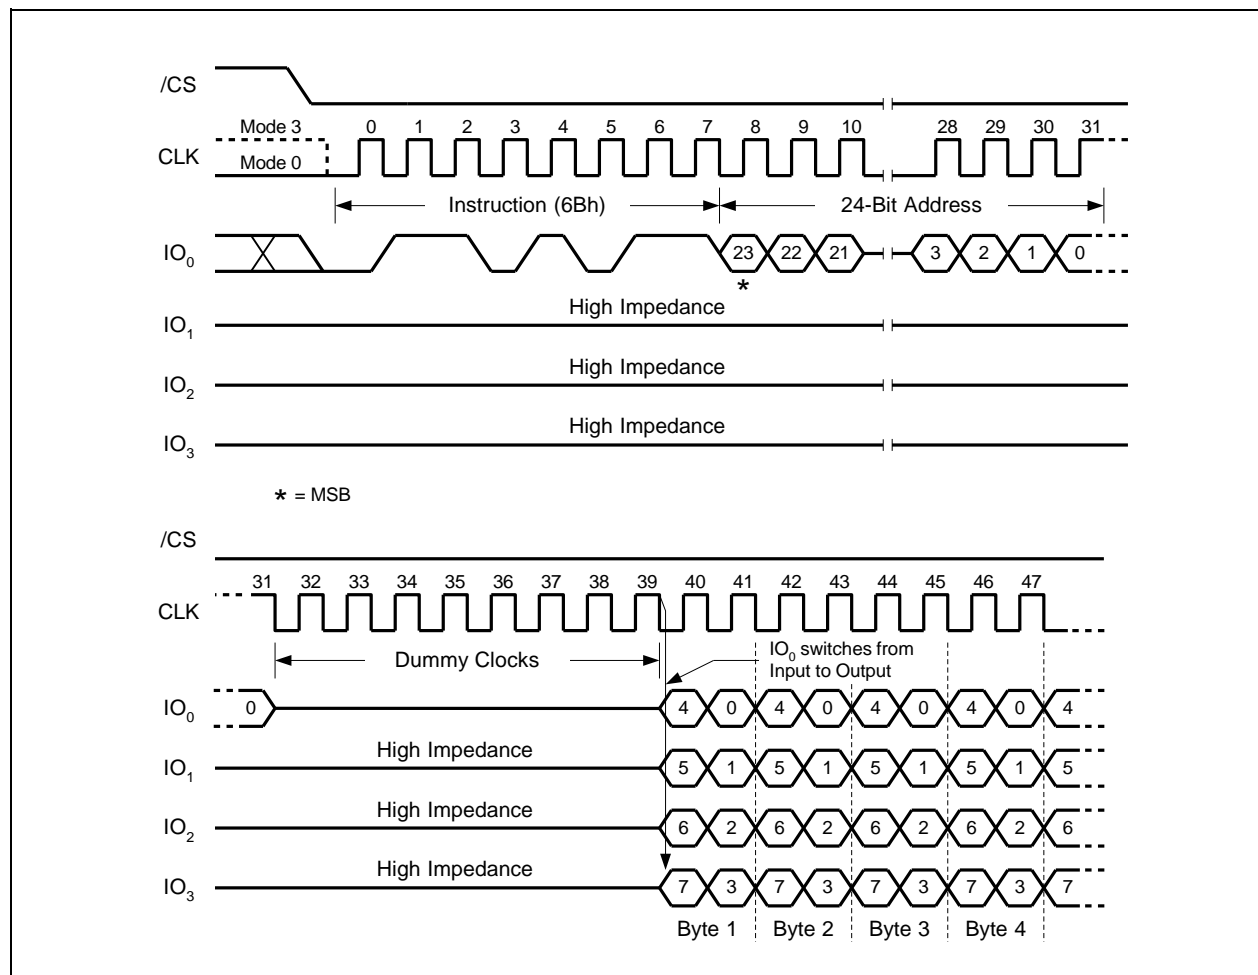 /CS
Mode 3 0 1 2 3 4 5 6 7 8 9 10 28 29 30 31
CLK
Mode 0
Instruction (6Bh) 24-Bit Address
IO0 23 22 21 3 2 1 0
*
High Impedance
IO1
High Impedance
IO2
High Impedance
IO3
* = MSB
/CS
31 32 33 34 35 36 37 38 39 40 41 42 43 44 45 46 47
CLK
Dummy Clocks
IO0 switches from
Input to Output
IO0 0 4 0 4 0 4 0 4 0 4
High Impedance
IO1 5 1 5 1 5 1 5 1 5
High Impedance
IO2 6 2 6 2 6 2 6 2 6
High Impedance
IO3 7 3 7 3 7 3 7 3 7
Byte 1 Byte 2 Byte 3 Byte 4